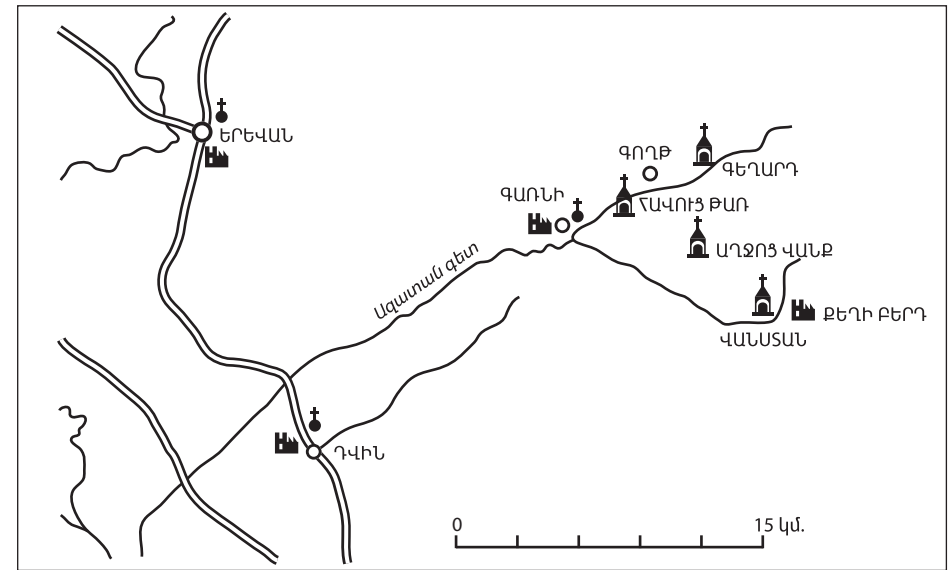 ԵՐԵՎԱՆ
ԳՈՂԹ
ԳԵՂԱՐԴ
ԳԱՌՆԻ
ՀԱՎՈՒՑ ԹԱՌ
ԱՂՋՈՑ ՎԱՆՔ
Ազատան գետ
ՔԵՂԻ ԲԵՐԴ
ՎԱՆՍՏԱՆ
ԴՎԻՆ
0 15 կմ.